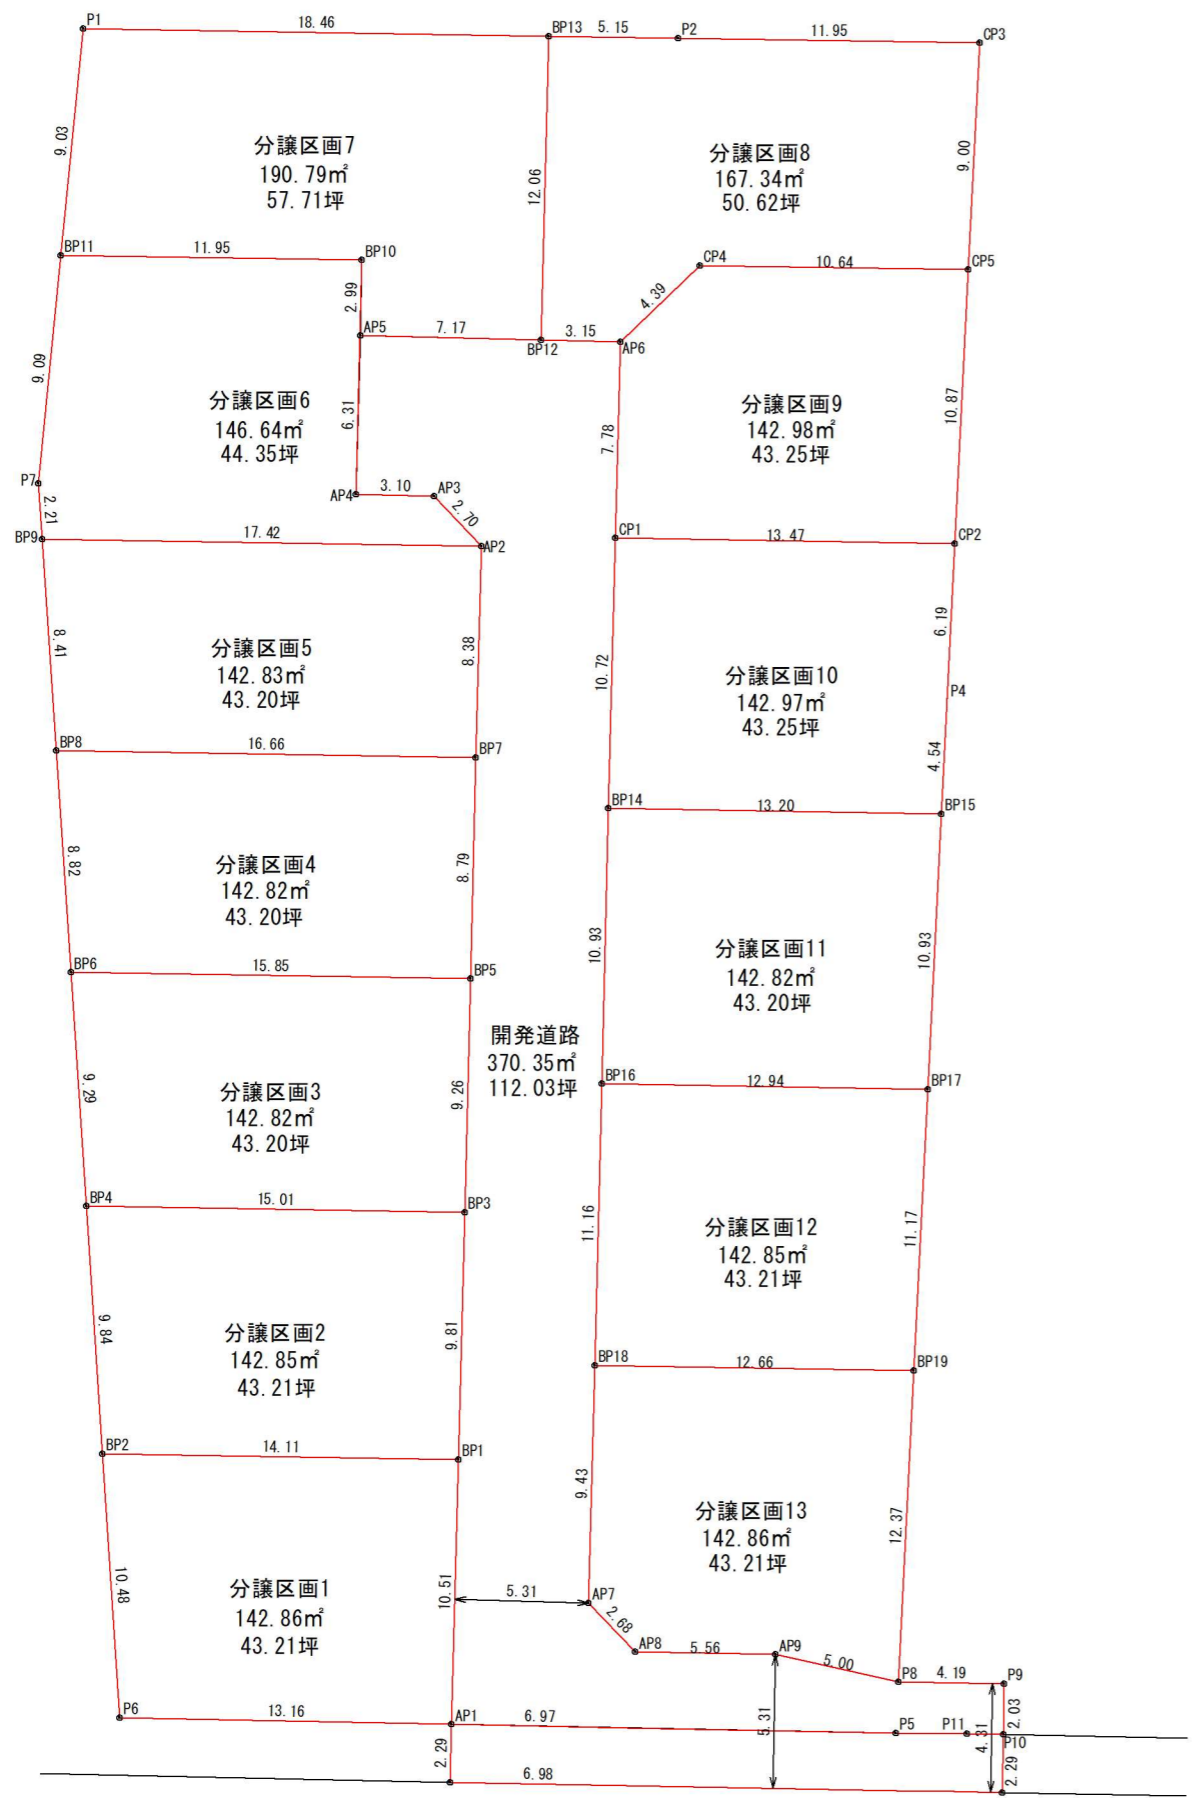 P1
18.46
BP13
5.15
P2
11.95
CP3
9.03
分譲区画7
190.79㎡
57.71坪
12.06
分譲区画8
167.34㎡
50.62坪
9.00
BP11
11.95
BP10
CP4
10.64
CP5
2.99
4.39
AP5
7.17
BP12
3.15
AP6
9.09
分譲区画6
146.64㎡
44.35坪
6.31
7.78
分譲区画9
142.98㎡
43.25坪
10.87
P7
2.21
AP4
3.10
AP3
2.70
BP9
17.42
AP2
CP1
13.47
CP2
8.41
分譲区画5
142.83㎡
43.20坪
8.38
10.72
分譲区画10
142.97㎡
43.25坪
6.19
P4
4.54
BP8
16.66
BP7
BP14
13.20
BP15
8.82
分譲区画4
142.82㎡
43.20坪
8.79
10.93
分譲区画11
142.82㎡
43.20坪
10.93
BP6
15.85
BP5
開発道路
370.35㎡
112.03坪
BP16
12.94
BP17
9.29
分譲区画3
142.82㎡
43.20坪
9.26
BP4
15.01
BP3
11.16
分譲区画12
142.85㎡
43.21坪
11.17
9.84
分譲区画2
142.85㎡
43.21坪
9.81
BP18
12.66
BP19
BP2
14.11
BP1
9.43
分譲区画13
142.86㎡
43.21坪
12.37
10.48
分譲区画1
142.86㎡
43.21坪
10.51
5.31
AP7
2.68
AP8
5.56
AP9
5.00
P8
4.19
P9
P6
13.16
AP1
6.97
5.31
P5
P11
4.31
2.03
P10
2.29
6.98
2.29